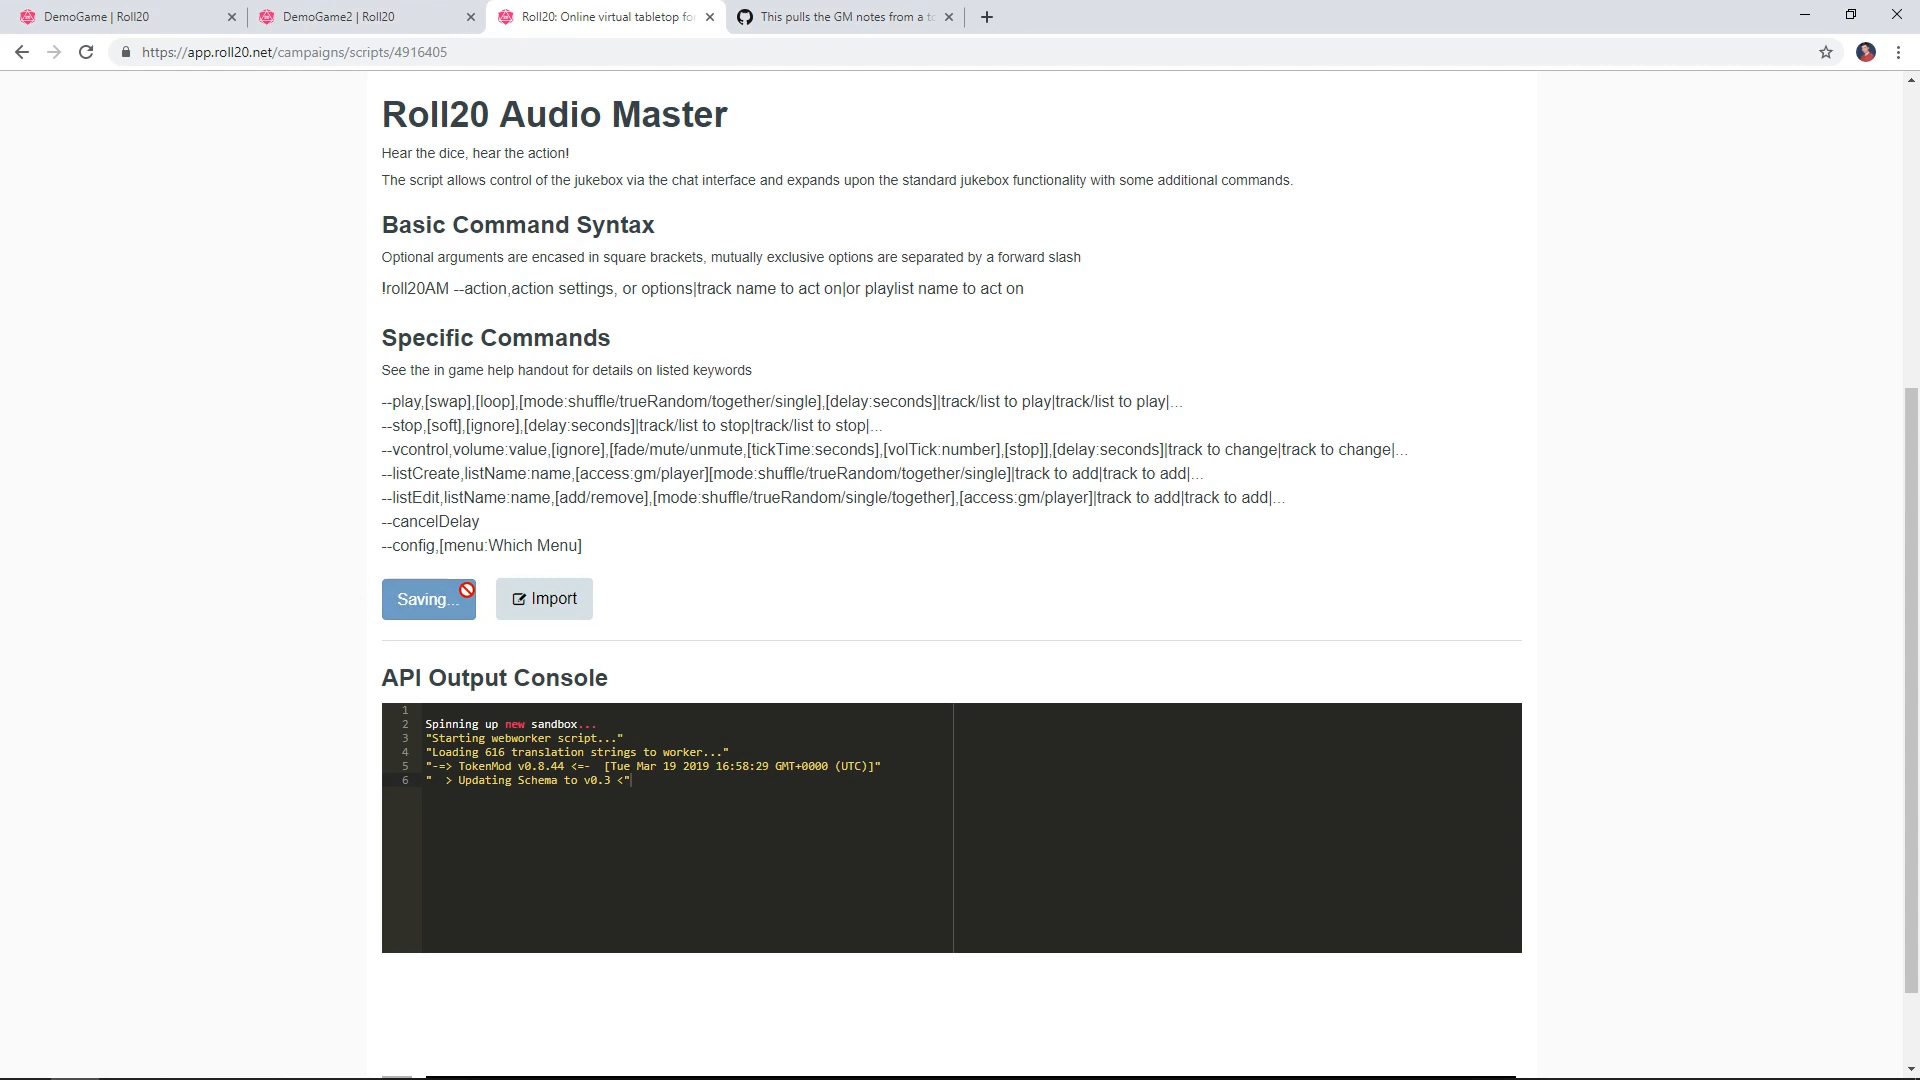 DemoGame | Roll20
DemoGame2 | Roll20
Roll20: Online virtual tabletop fo
This pulls the GM notes from a to
https://app.roll20.net/campaigns/scripts/4916405
Roll20 Audio Master
Hear the dice, hear the action!
The script allows control of the jukebox via the chat interface and expands upon the standard jukebox functionality with some additional commands.
Basic Command Syntax
Optional arguments are encased in square brackets, mutually exclusive options are separated by a forward slash
!roll20AM --action,action settings, or options|track name to act on|or playlist name to act on
Specific Commands
See the in game help handout for details on listed keywords
--play,[swap],[loop],[mode:shuffle/trueRandom/together/single],[delay:seconds]|track/list to play|track/list to play|...
--stop,[soft],[ignore],[delay:seconds]|track/list to stop|track/list to stop|...
--vcontrol,volume:value,[ignore],[fade/mute/unmute,[tickTime:seconds],[volTick:number],[stop]],[delay:seconds]|track to change|track to change|...
--listCreate,listName:name,[access:gm/player][mode:shuffle/trueRandom/together/single]|track to add|track to add|...
--listEdit,listName:name,[add/remove],[mode:shuffle/trueRandom/single/together],[access:gm/player]|track to add|track to add|...
--cancelDelay
--config,[menu:Which Menu]
Saving...
Import
API Output Console
1
2 Spinning up new sandbox...
3 "Starting webworker script..."
4 "Loading 616 translation strings to worker..."
5 "-=> TokenMod v0.8.44 <=-  [Tue Mar 19 2019 16:58:29 GMT+0000 (UTC)]"
6 "  > Updating Schema to v0.3 <"